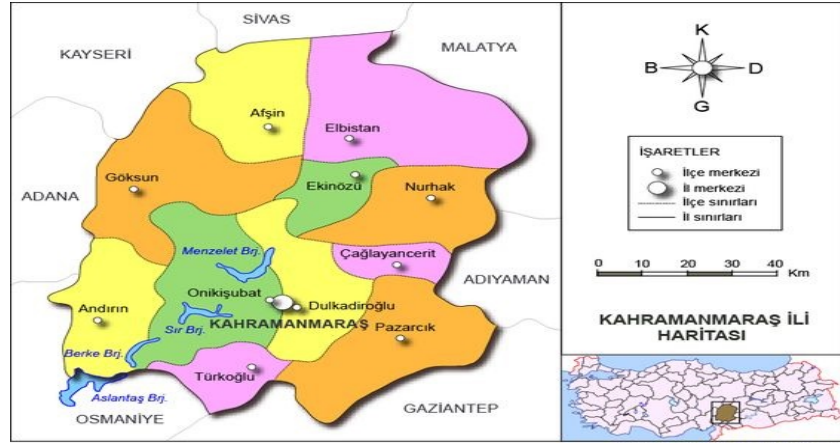 SİVAS
KAYSERİ
MALATYA
Afşin
Elbistan
Göksun
Ekinözü
Nurhak
ADANA
Menzelet Brj.
Çağlayancerit
ADIYAMAN
Onikişubat
Dulkadiroğlu
Andırın
Sır Brj.
KAHRAMANMARAŞ
Pazarcık
Berke Brj.
Türkoğlu
Aslantaş Brj.
OSMANİYE
GAZİANTEP
K
B
D
G
İŞARETLER
İlçe merkezi
İl merkezi
İlçe sınırları
İl sınırları
0 10 20 30 40 Km
KAHRAMANMARAŞ İLİ
HARİTASI